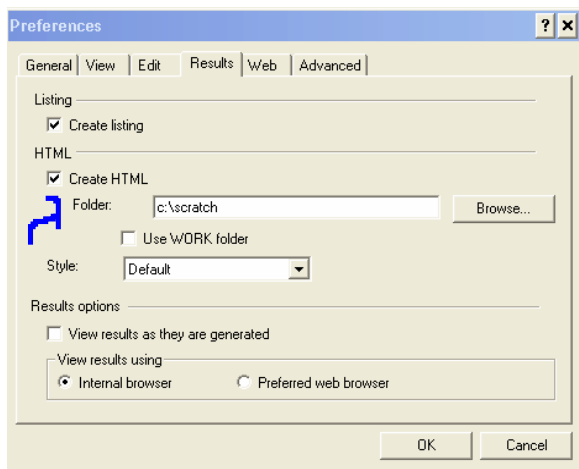 Preferences ? ×
General View Edit Results Web Advanced
Listing
Create listing
HTML
Create HTML
2 Folder: c:\scratch Browse...
Use WORK folder
Style: Default
Results options
View results as they are generated
View results using
Internal browser Preferred web browser
OK Cancel